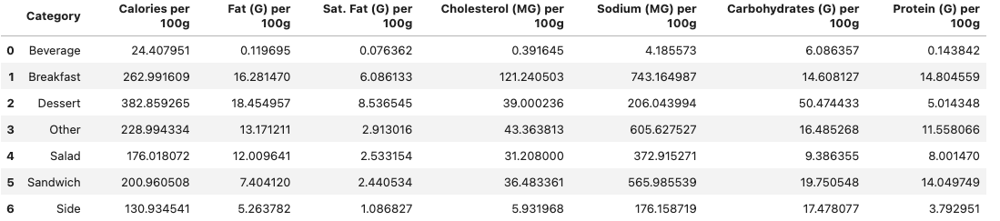 Category Calories per 100g Fat (G) per 100g Sat. Fat (G) per 100g Cholesterol (MG) per 100g Sodium (MG) per 100g Carbohydrates (G) per 100g Protein (G) per 100g
0 Beverage 24.407951 0.119695 0.076362 0.391645 4.185573 6.086357 0.143842
1 Breakfast 262.991609 16.281470 6.086133 121.240503 743.164987 14.608127 14.804559
2 Dessert 382.859265 18.454957 8.536545 39.000236 206.043994 50.474433 5.014348
3 Other 228.994334 13.171211 2.913016 43.363813 605.627527 16.485268 11.558066
4 Salad 176.018072 12.009641 2.533154 31.208000 372.915271 9.386355 8.001470
5 Sandwich 200.960508 7.404120 2.440534 36.483361 565.985539 19.750548 14.049749
6 Side 130.934541 5.263782 1.086827 5.931968 176.158719 17.478077 3.792951